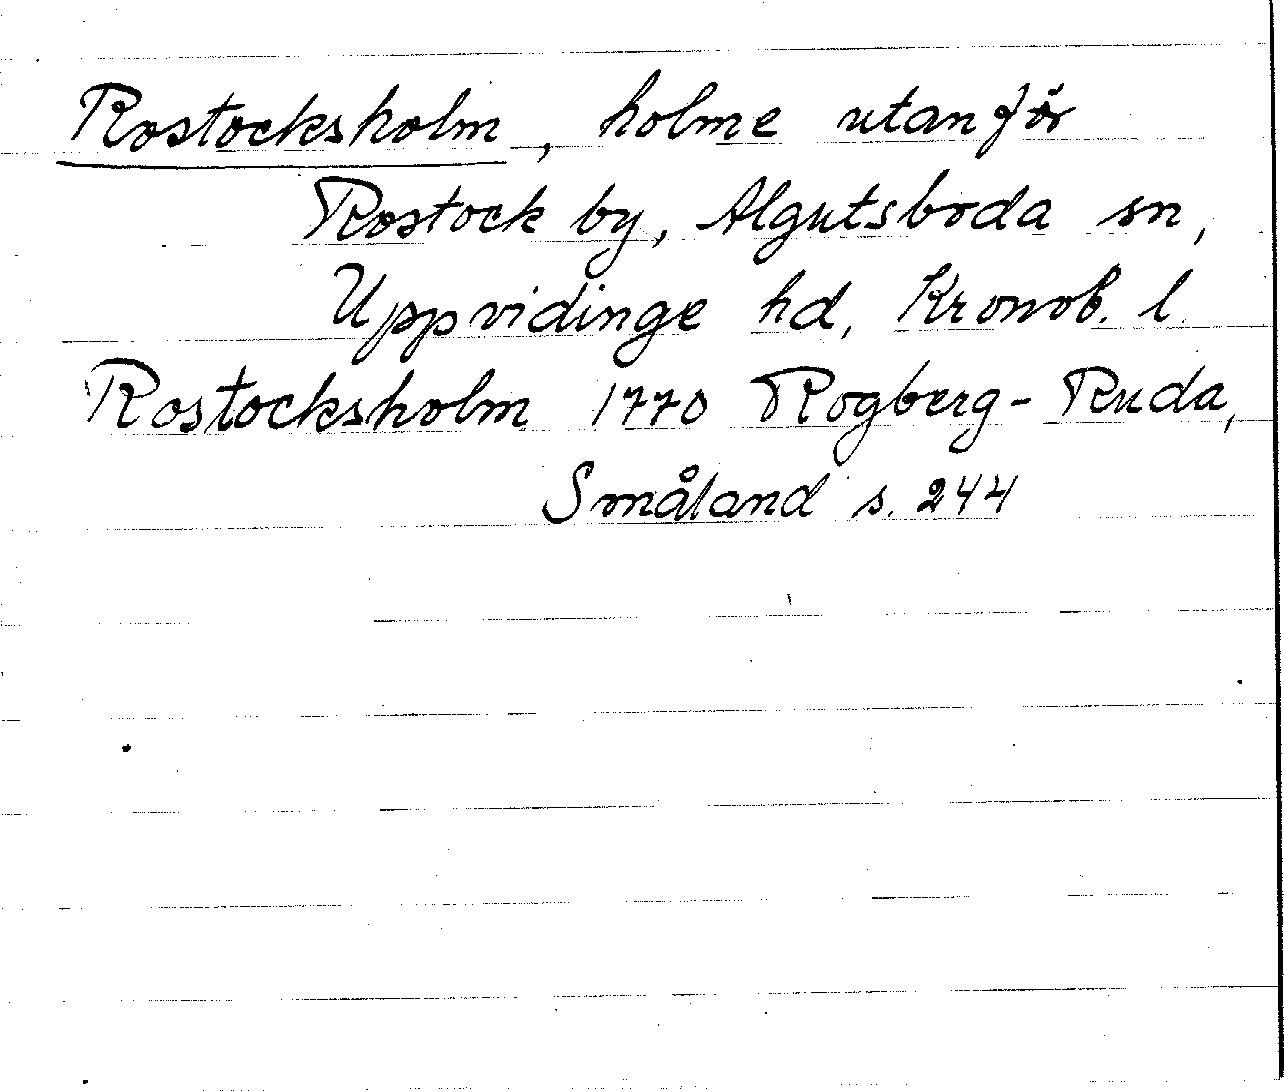 Rostocksholm, holme utanför
Rostock by, Algutsboda sn,
Uppvidinge hd, Kronob. l.
Rostocksholm 1770 Rogberg-Ruda,
Småland s. 244